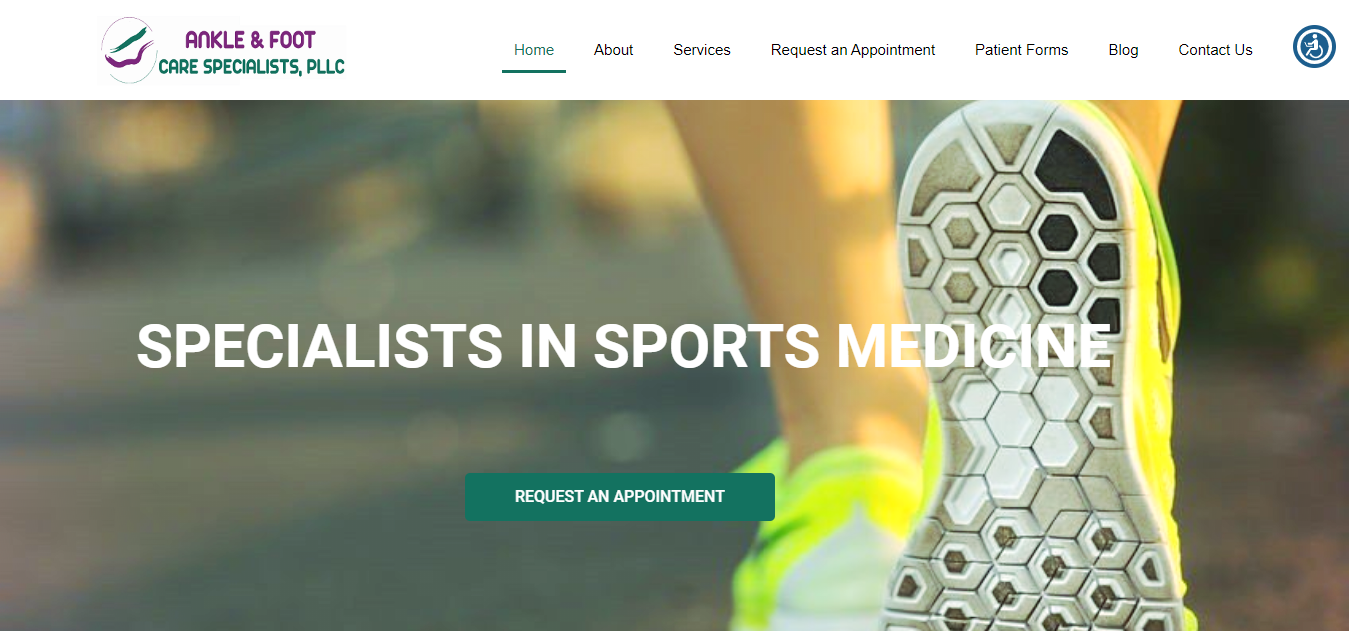 ANKLE & FOOT
CARE SPECIALISTS, PLLC
Home About Services Request an Appointment Patient Forms Blog Contact Us
SPECIALISTS IN SPORTS MEDICINE
REQUEST AN APPOINTMENT